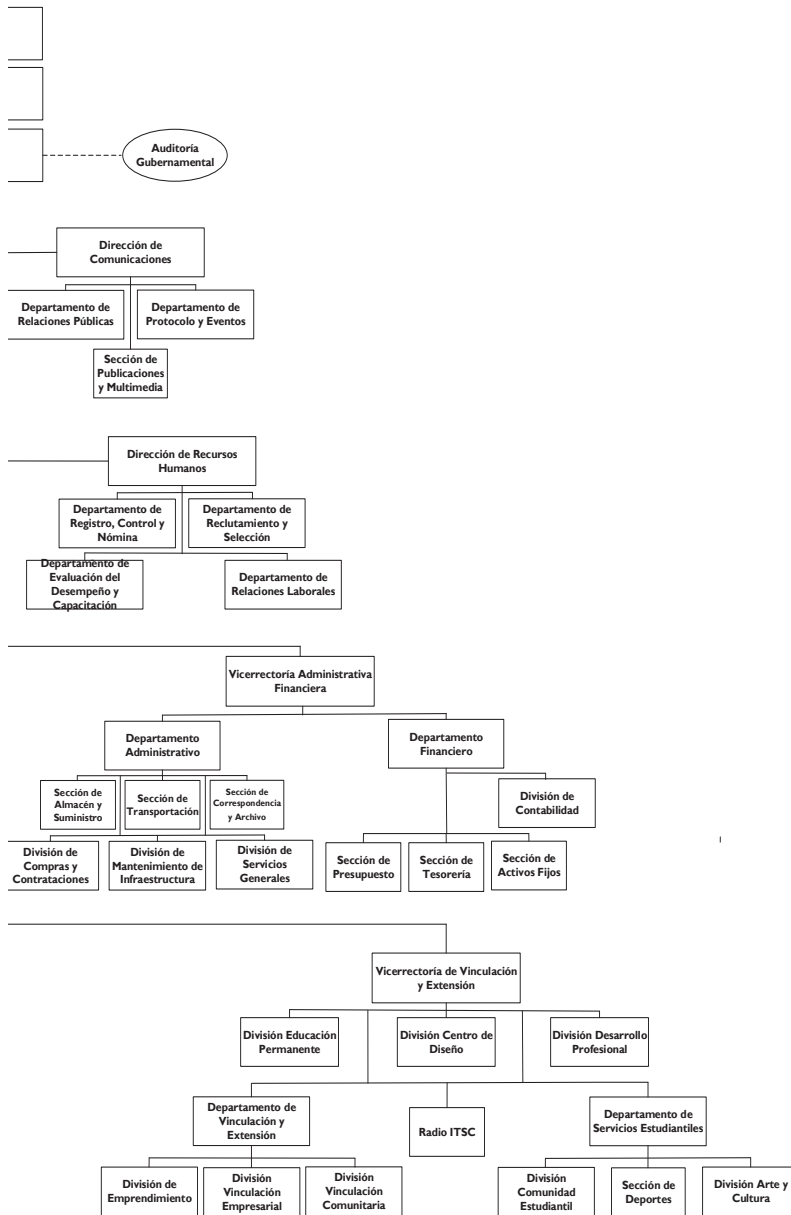 Auditoría
Gubernamental
Dirección de
Comunicaciones
Departamento de
Relaciones Públicas
Departamento de
Protocolo y Eventos
Sección de
Publicaciones
y Multimedia
Dirección de Recursos
Humanos
Departamento de
Registro, Control y
Nómina
Departamento de
Reclutamiento y
Selección
Departamento de
Evaluación del
Desempeño y
Capacitación
Departamento de
Relaciones Laborales
Vicerrectoría Administrativa
Financiera
Departamento
Administrativo
Departamento
Financiero
Sección de
Almacén y
Suministro
Sección de
Transportación
Sección de
Correspondencia
y Archivo
División de
Contabilidad
División de
Compras y
Contrataciones
División de
Mantenimiento de
Infraestructura
División de
Servicios
Generales
Sección de
Presupuesto
Sección de
Tesorería
Sección de
Activos Fijos
Vicerrectoría de Vinculación
y Extensión
División Educación
Permanente
División Centro de
Diseño
División Desarrollo
Profesional
Departamento de
Vinculación y
Extensión
Radio ITSC
Departamento de
Servicios Estudiantiles
División de
Emprendimiento
División
Vinculación
Empresarial
División
Vinculación
Comunitaria
División
Comunidad
Estudiantil
Sección de
Deportes
División Arte y
Cultura